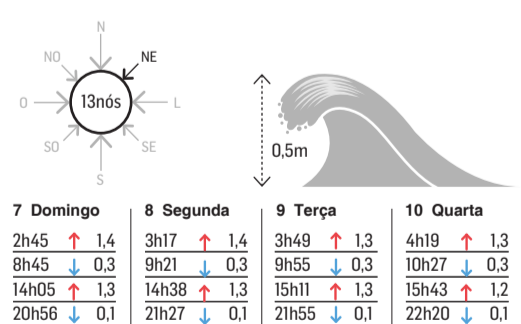 N
NO
NE
O
13nós
L
SO
SE
S
0,5m
7 Domingo
2h45 ↑ 1,4
8h45 ↓ 0,3
14h05 ↑ 1,3
20h56 ↓ 0,1
8 Segunda
3h17 ↑ 1,4
9h21 ↓ 0,3
14h38 ↑ 1,3
21h27 ↓ 0,1
9 Terça
3h49 ↑ 1,3
9h55 ↓ 0,3
15h11 ↑ 1,3
21h55 ↓ 0,1
10 Quarta
4h19 ↑ 1,3
10h27 ↓ 0,3
15h43 ↑ 1,2
22h20 ↓ 0,1